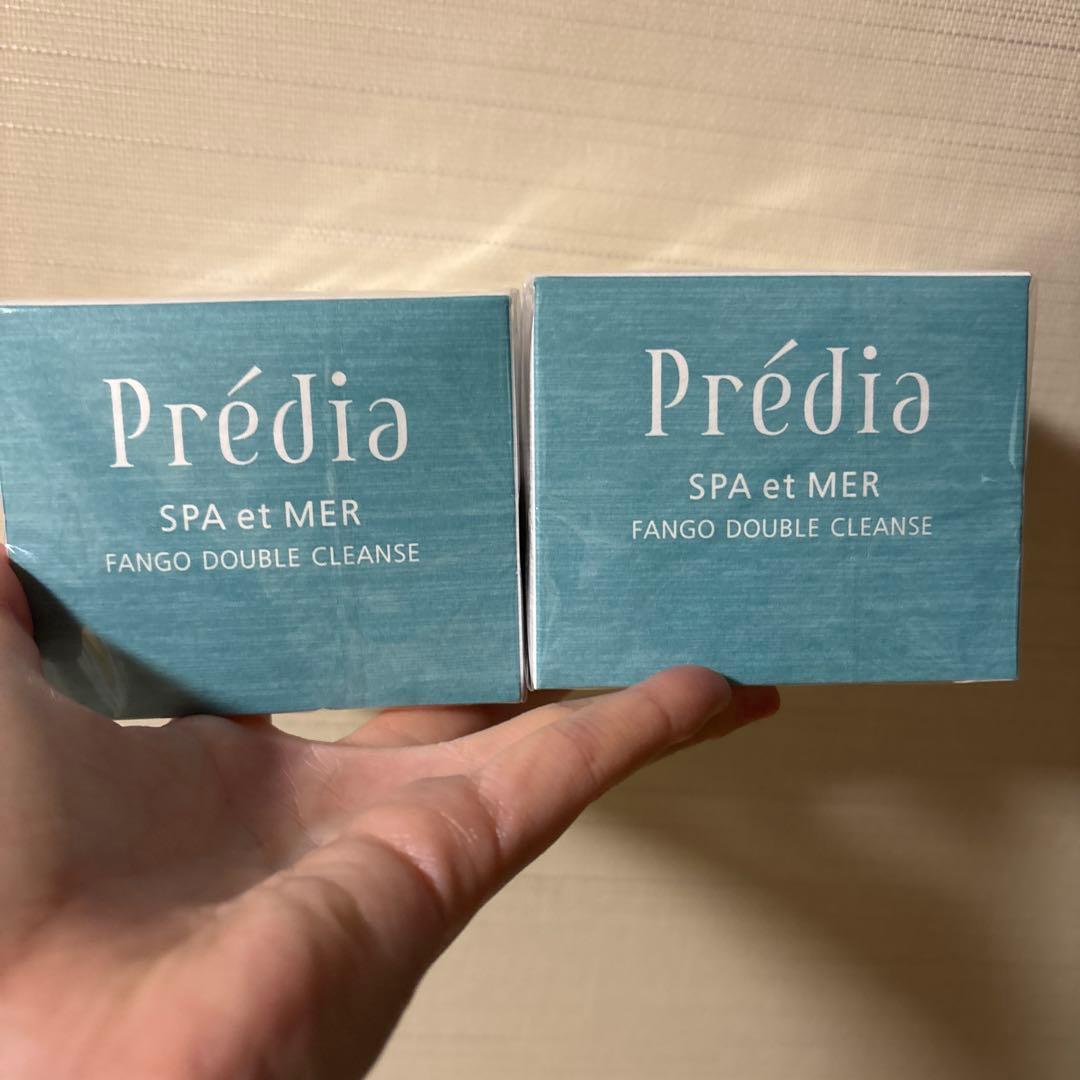 Prédia
SPA et MER
FANGO DOUBLE CLEANSE
Prédia
SPA et MER
FANGO DOUBLE CLEANSE